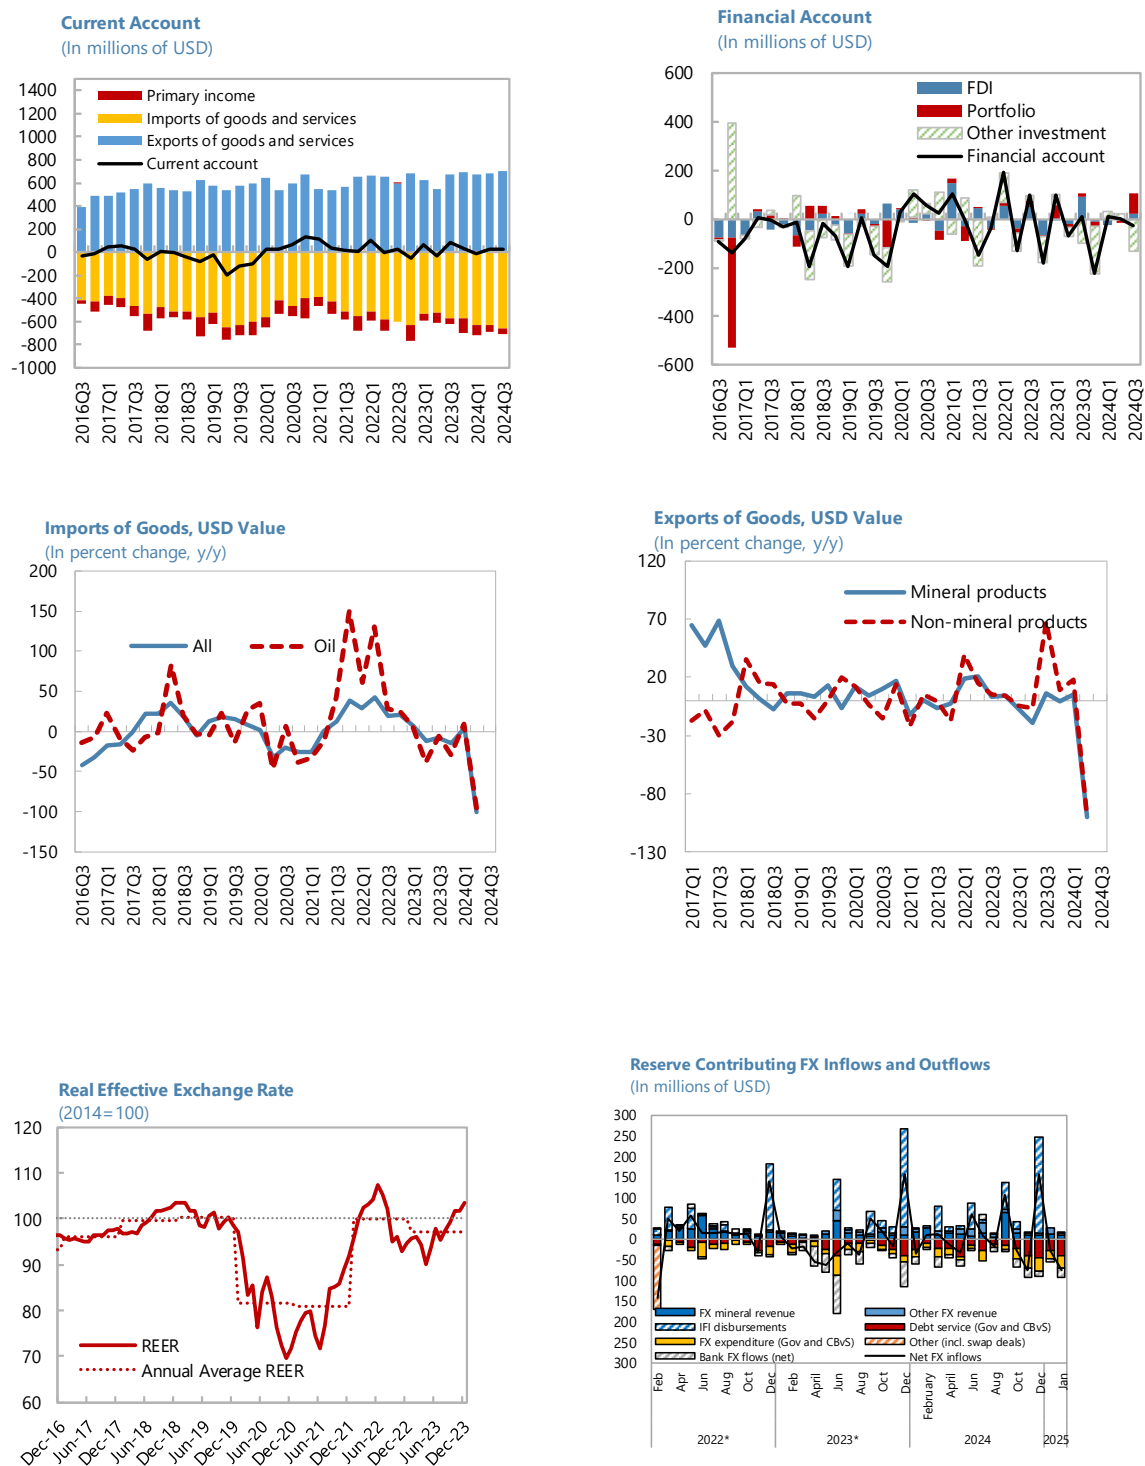 Current Account
(In millions of USD)
1400
1200
1000
800
600
400
200
0
-200
-400
-600
-800
-1000
Primary income
Imports of goods and services
Exports of goods and services
Current account
2016Q3
2017Q1
2017Q3
2018Q1
2018Q3
2019Q1
2019Q3
2020Q1
2020Q3
2021Q1
2021Q3
2022Q1
2022Q3
2023Q1
2023Q3
2024Q1
2024Q3
Financial Account
(In millions of USD)
600
400
200
0
-200
-400
-600
FDI
Portfolio
Other investment
Financial account
2016Q3
2017Q1
2017Q3
2018Q1
2018Q3
2019Q1
2019Q3
2020Q1
2020Q3
2021Q1
2021Q3
2022Q1
2022Q3
2023Q1
2023Q3
2024Q1
2024Q3
Imports of Goods, USD Value
(In percent change, y/y)
200
150
100
50
0
-50
-100
-150
All
Oil
2016Q3
2017Q1
2017Q3
2018Q1
2018Q3
2019Q1
2019Q3
2020Q1
2020Q3
2021Q1
2021Q3
2022Q1
2022Q3
2023Q1
2023Q3
2024Q1
2024Q3
Exports of Goods, USD Value
(In percent change, y/y)
120
70
20
-30
-80
-130
Mineral products
Non-mineral products
2017Q1
2017Q3
2018Q1
2018Q3
2019Q1
2019Q3
2020Q1
2020Q3
2021Q1
2021Q3
2022Q1
2022Q3
2023Q1
2023Q3
2024Q1
2024Q3
Real Effective Exchange Rate
(2014=100)
120
110
100
90
80
70
60
REER
Annual Average REER
Dec-16
Jun-17
Dec-17
Jun-18
Dec-18
Jun-19
Dec-19
Jun-20
Dec-20
Jun-21
Dec-21
Jun-22
Dec-22
Jun-23
Dec-23
Reserve Contributing FX Inflows and Outflows
(In millions of USD)
300
250
200
150
100
50
0
50
100
150
200
250
300
FX mineral revenue
Other FX revenue
IFI disbursements
Debt service (Gov and CBvS)
FX expenditure (Gov and CBvS)
Other (incl. swap deals)
Bank FX flows (net)
Net FX inflows
Feb
Apr
Jun
Aug
Oct
Dec
Feb
April
Jun
Aug
Oct
Dec
February
April
Jun
Aug
Oct
Dec
Jan
2022*
2023*
2024
2025